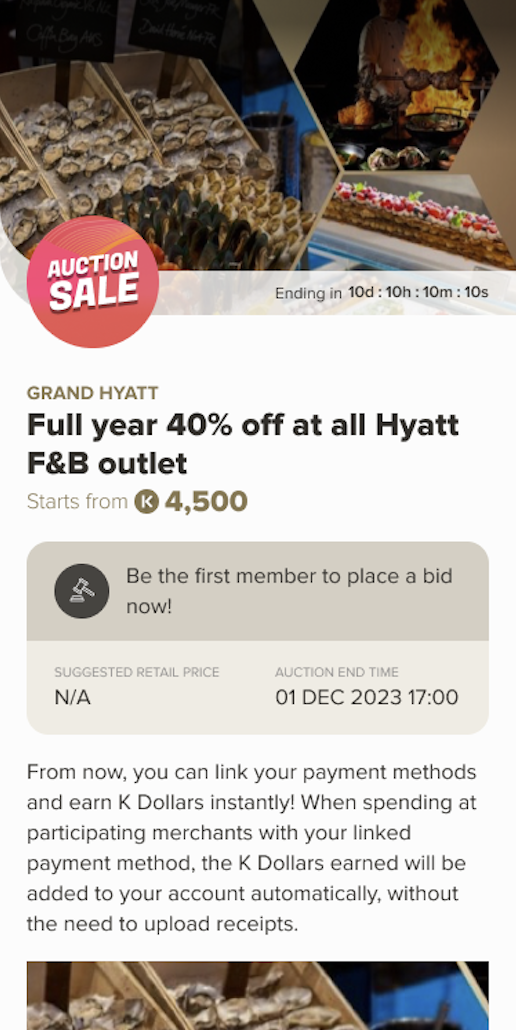 Coffin Bay AUS
AUCTION
SALE
Ending in 10d : 10h : 10m : 10s
GRAND HYATT
Full year 40% off at all Hyatt
F&B outlet
Starts from K 4,500
Be the first member to place a bid
now!
SUGGESTED RETAIL PRICE AUCTION END TIME
N/A 01 DEC 2023 17:00
From now, you can link your payment methods
and earn K Dollars instantly! When spending at
participating merchants with your linked
payment method, the K Dollars earned will be
added to your account automatically, without
the need to upload receipts.